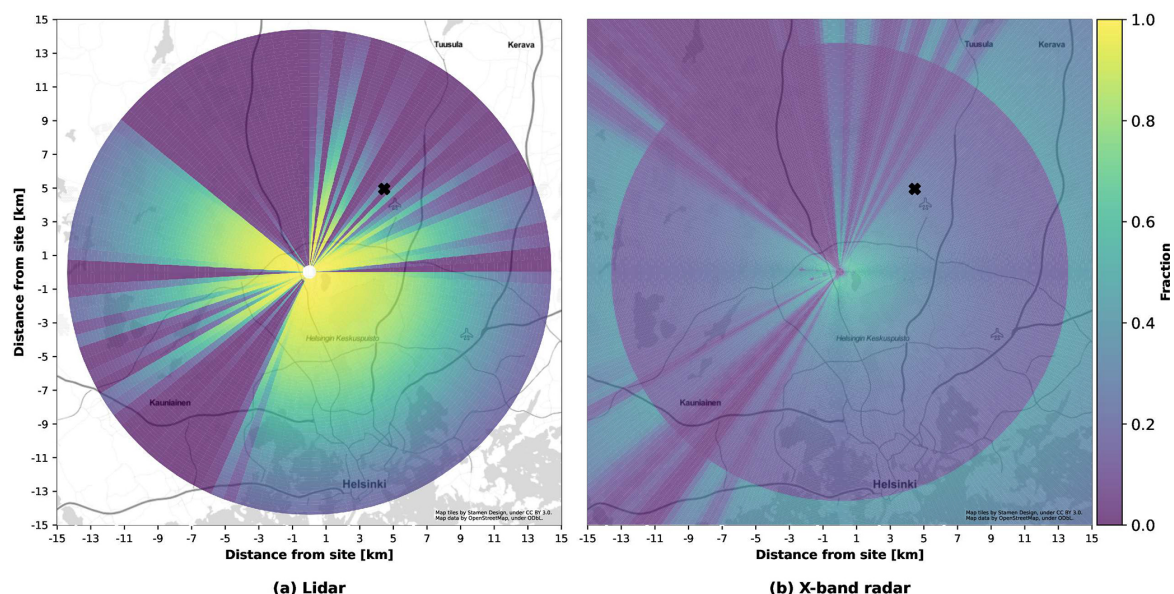 15
13
11
9
7
5
3
1
-1
-3
-5
-7
-9
-11
-13
-15
Distance from site [km]
Tuusula
Kerava
Helsingin Keskuspuisto
Kauniainen
Helsinki
Map tiles by Stamen Design, under CC BY 3.0.
Map data by OpenStreetMap, under ODbL.
-15 -13 -11 -9 -7 -5 -3 -1 1 3 5 7 9 11 13 15
Distance from site [km]
(a) Lidar
Tuusula
Kerava
Helsingin Keskuspuisto
Kauniainen
Helsinki
Map tiles by Stamen Design, under CC BY 3.0.
Map data by OpenStreetMap, under ODbL.
-15 -13 -11 -9 -7 -5 -3 -1 1 3 5 7 9 11 13 15
Distance from site [km]
(b) X-band radar
1.0
0.8
0.6
0.4
0.2
0.0
Fraction